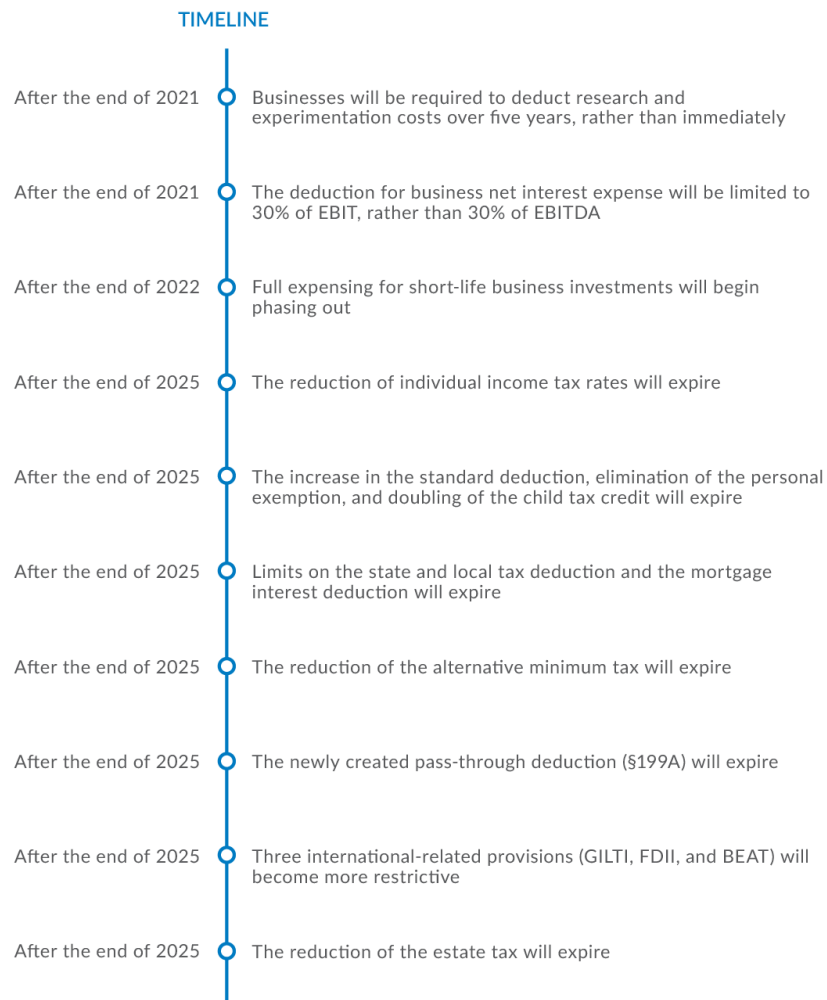 TIMELINE
After the end of 2021
Businesses will be required to deduct research and
experimentation costs over five years, rather than immediately
After the end of 2021
The deduction for business net interest expense will be limited to
30% of EBIT, rather than 30% of EBITDA
After the end of 2022
Full expensing for short-life business investments will begin
phasing out
After the end of 2025
The reduction of individual income tax rates will expire
After the end of 2025
The increase in the standard deduction, elimination of the personal
exemption, and doubling of the child tax credit will expire
After the end of 2025
Limits on the state and local tax deduction and the mortgage
interest deduction will expire
After the end of 2025
The reduction of the alternative minimum tax will expire
After the end of 2025
The newly created pass-through deduction (§199A) will expire
After the end of 2025
Three international-related provisions (GILTI, FDII, and BEAT) will
become more restrictive
After the end of 2025
The reduction of the estate tax will expire